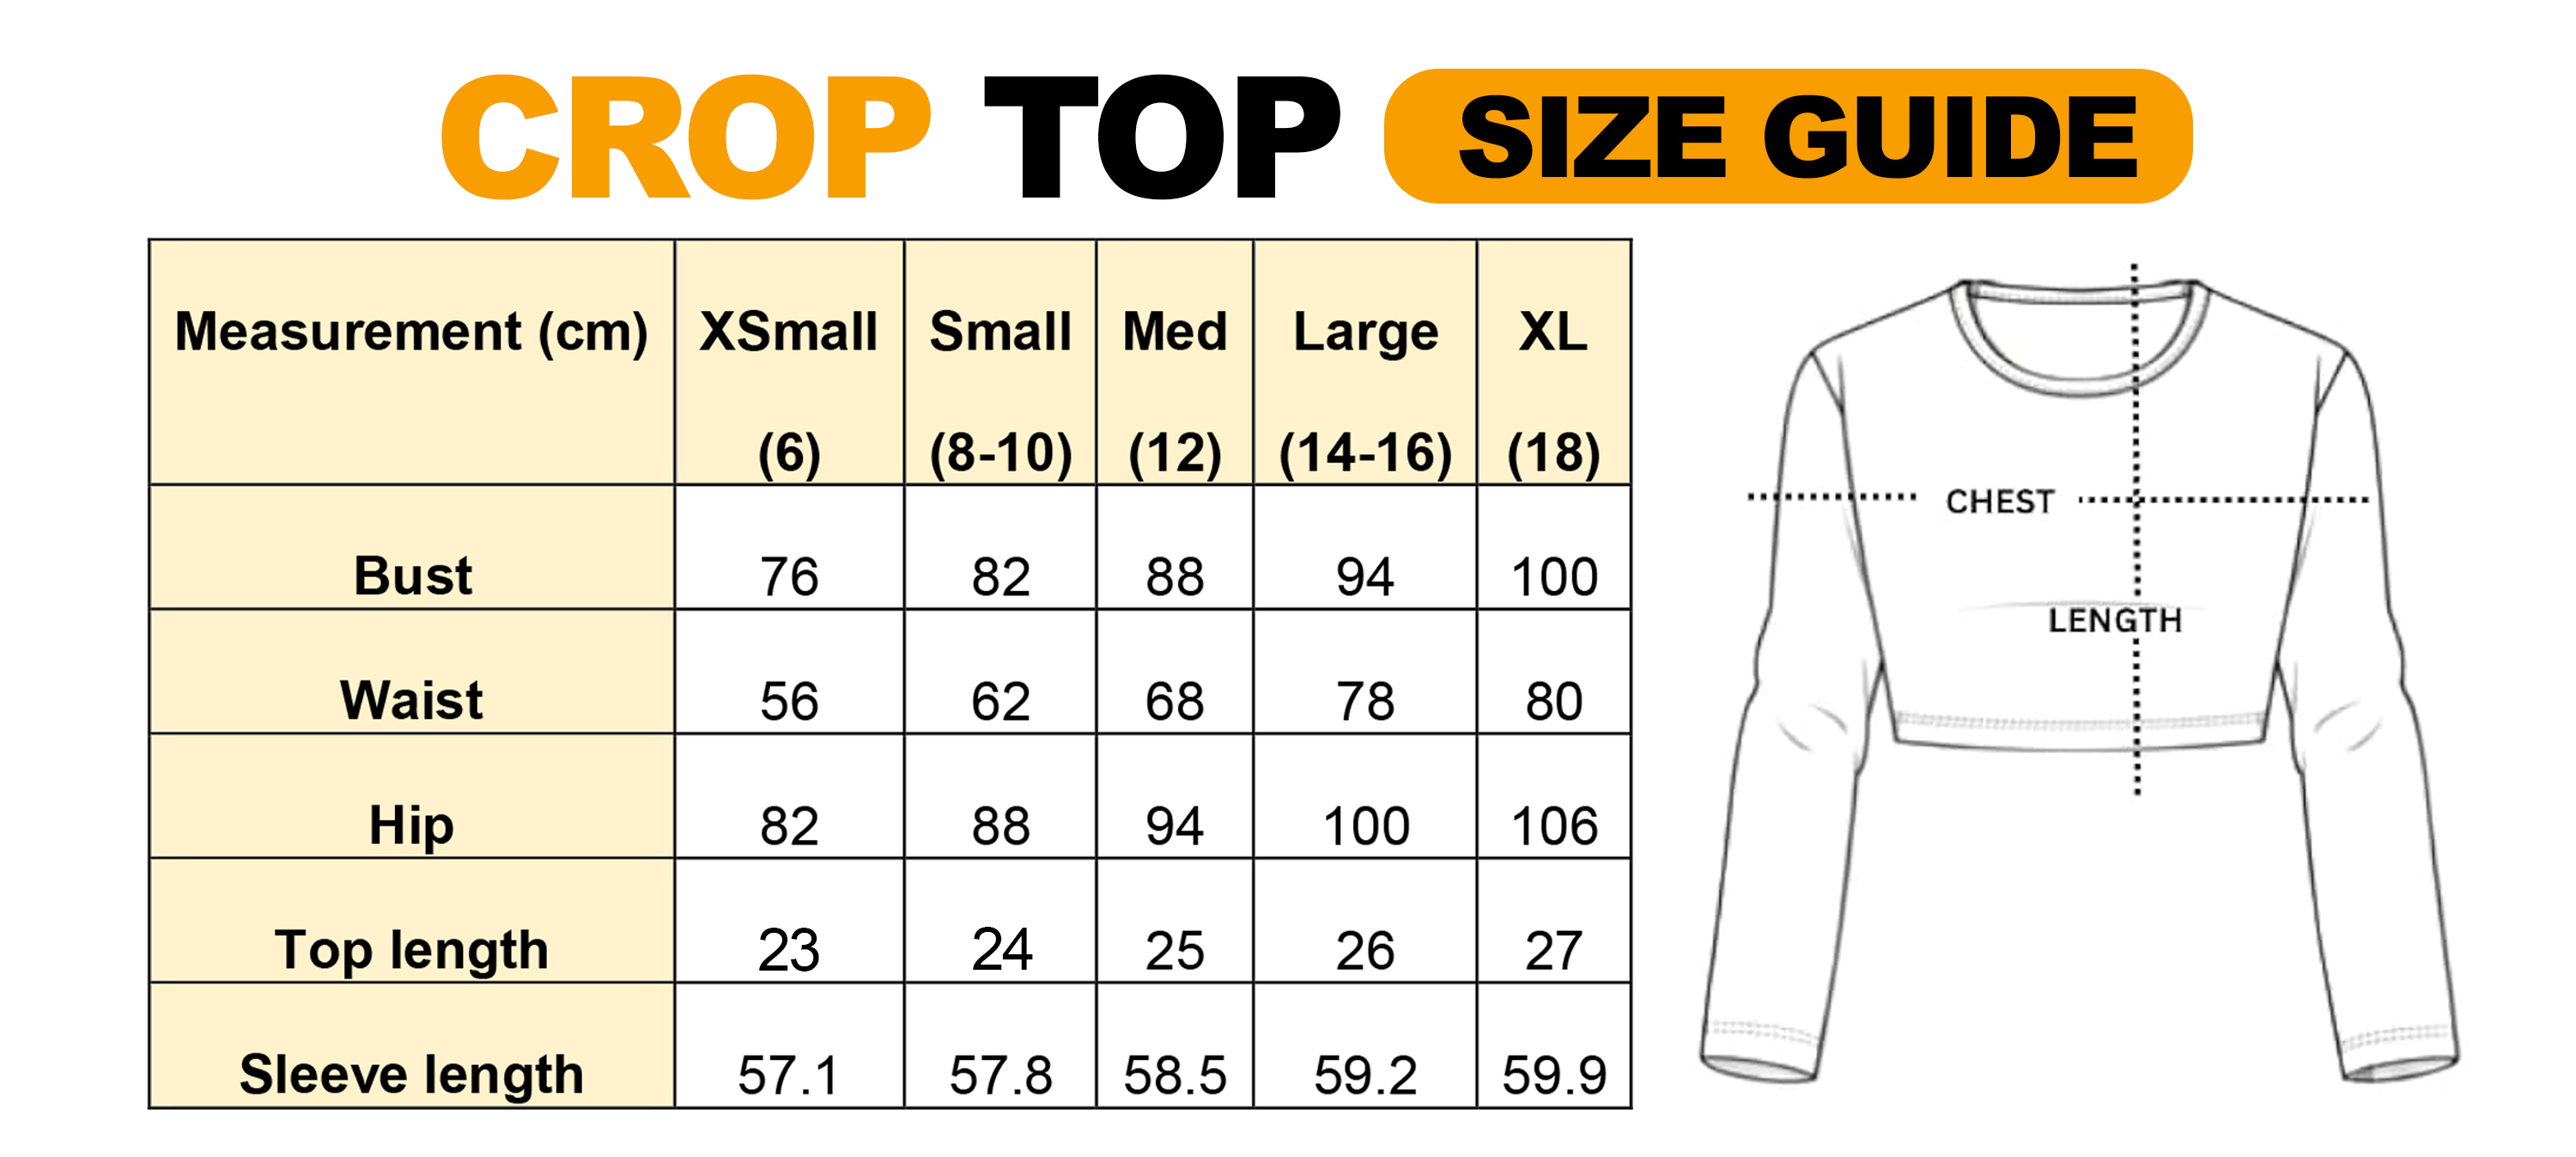 CROP TOP SIZE GUIDE
Measurement (cm) XSmall Small Med Large XL
(6) (8-10) (12) (14-16) (18)
Bust 76 82 88 94 100
Waist 56 62 68 78 80
Hip 82 88 94 100 106
Top length 23 24 25 26 27
Sleeve length 57.1 57.8 58.5 59.2 59.9
CHEST
LENGTH